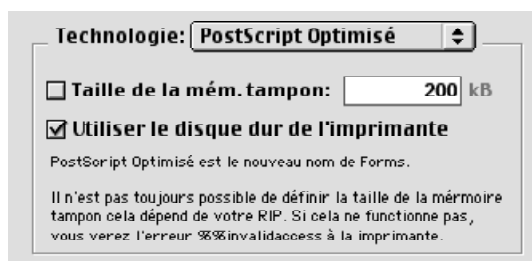 Technologie: PostScript Optimisé
Taille de la mém. tampon: 200 kB
Utiliser le disque dur de l'imprimante
PostScript Optimisé est le nouveau nom de Forms.
Il n'est pas toujours possible de définir la taille de la mérmoire
tampon cela dépend de votre RIP. Si cela ne functionne pas,
vous verez l'erreur %%invalidaccess à la imprimante.